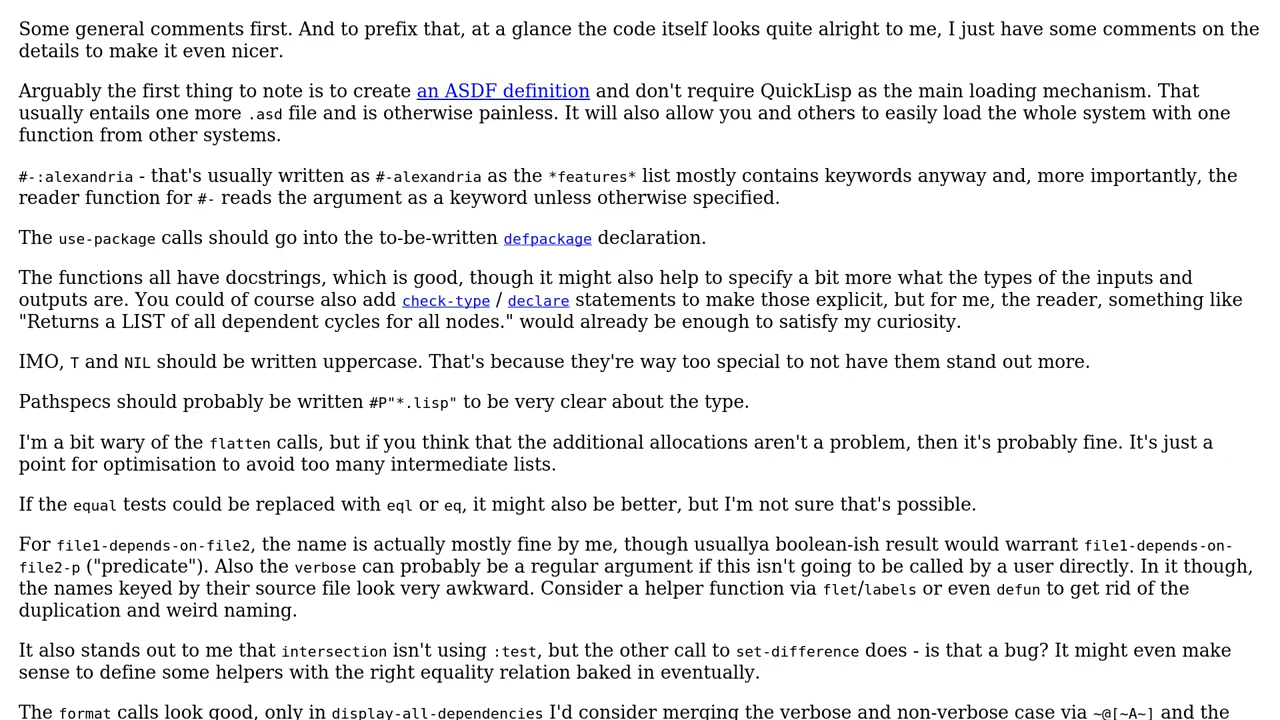 Some general comments first. And to prefix that, at a glance the code itself looks quite alright to me, I just have some comments on the
details to make it even nicer.
Arguably the first thing to note is to create an ASDF definition and don't require QuickLisp as the main loading mechanism. That
usually entails one more .asd file and is otherwise painless. It will also allow you and others to easily load the whole system with one
function from other systems.
#-:alexandria - that's usually written as #-alexandria as the *features* list mostly contains keywords anyway and, more importantly, the
reader function for #- reads the argument as a keyword unless otherwise specified.
The use-package calls should go into the to-be-written defpackage declaration.
The functions all have docstrings, which is good, though it might also help to specify a bit more what the types of the inputs and
outputs are. You could of course also add check-type / declare statements to make those explicit, but for me, the reader, something like
"Returns a LIST of all dependent cycles for all nodes." would already be enough to satisfy my curiosity.
IMO, T and NIL should be written uppercase. That's because they're way too special to not have them stand out more.
Pathspecs should probably be written #P"*.lisp" to be very clear about the type.
I'm a bit wary of the flatten calls, but if you think that the additional allocations aren't a problem, then it's probably fine. It's just a
point for optimisation to avoid too many intermediate lists.
If the equal tests could be replaced with eql or eq, it might also be better, but I'm not sure that's possible.
For file1-depends-on-file2, the name is actually mostly fine by me, though usuallya boolean-ish result would warrant file1-depends-on-
file2-p ("predicate"). Also the verbose can probably be a regular argument if this isn't going to be called by a user directly. In it though,
the names keyed by their source file look very awkward. Consider a helper function via flet/labels or even defun to get rid of the
duplication and weird naming.
It also stands out to me that intersection isn't using :test, but the other call to set-difference does - is that a bug? It might even make
sense to define some helpers with the right equality relation baked in eventually.
The format calls look good, only in display-all-dependencies I'd consider merging the verbose and non-verbose case via ~@[~A~] and the